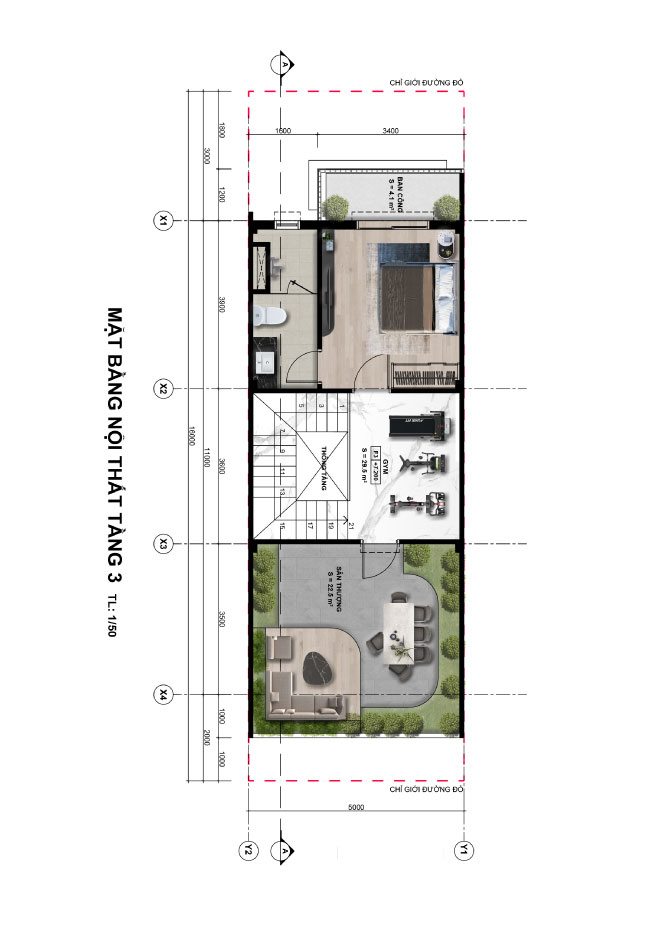 CHỈ GIỚI ĐƯỜNG ĐỎ
A
1600
3400
1800
3000
1200
BAN CÔNG
S = 4.1 m²
X1
3900
X2
MẶT BẰNG NỘI THẤT TẦNG 3 TL: 1/50
16000
11000
3600
1
3
5
7
9
11
13
15
17
19
21
THÔNG TẦNG
GYM
F3 +7.200
S = 29.5 m²
X3
3500
SÂN THƯỢNG
S = 22.5 m²
X4
1000
2000
1000
CHỈ GIỚI ĐƯỜNG ĐỎ
5000
Y2
A
Y1